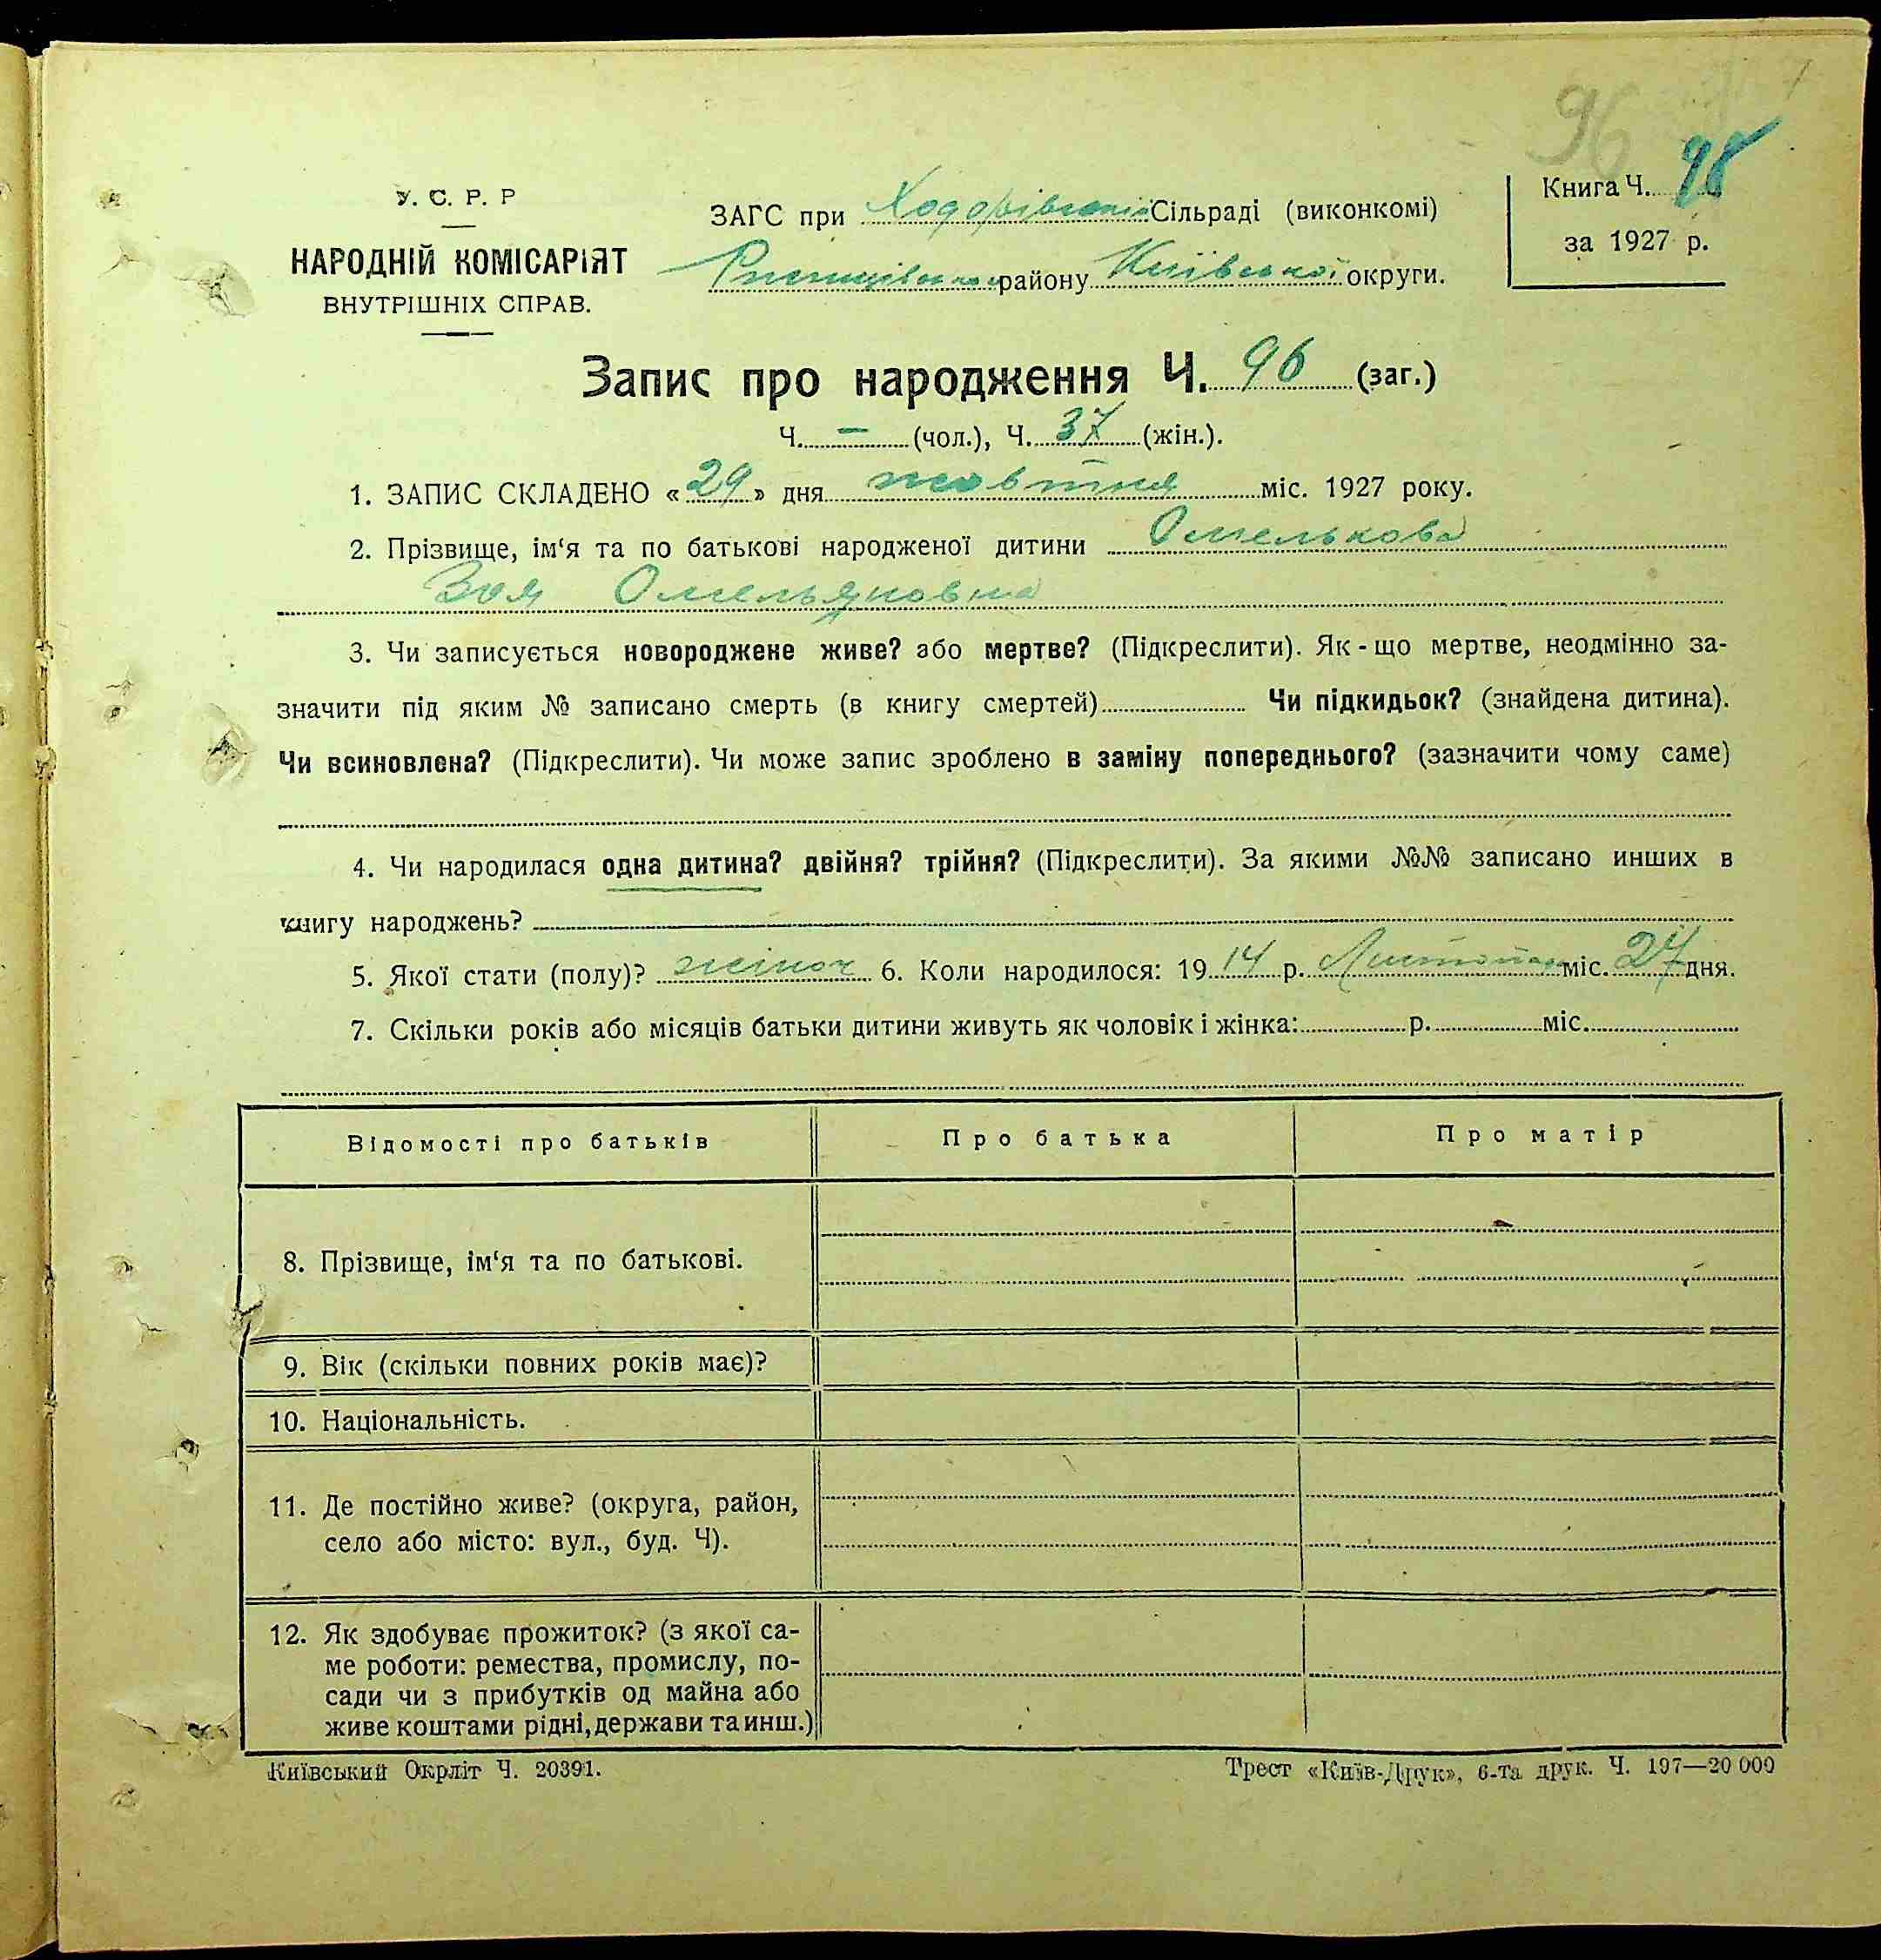 96
98
У. С. Р. Р
НАРОДНІЙ КОМІСАРІЯТ
ВНУТРІШНІХ СПРАВ.
ЗАГС при Ходорівській Сільраді (виконкомі)
Ржищівського району Київської округи.
Книга Ч.
за 1927 р.
Запис про народження Ч. 96 (заг.)
Ч. — (чол.), Ч. 37 (жін.).
1. ЗАПИС СКЛАДЕНО «29» дня жовтня міс. 1927 року.
2. Прізвище, ім‘я та по батькові народженої дитини Омелькова
Зоя Омельяновна
3. Чи записується новороджене живе? або мертве? (Підкреслити). Як-що мертве, неодмінно за-
значити під яким № записано смерть (в книгу смертей) Чи підкидьок? (знайдена дитина).
Чи всиновлена? (Підкреслити). Чи може запис зроблено в заміну попереднього? (зазначити чому саме)
4. Чи народилася одна дитина? двійня? трійня? (Підкреслити). За якими №№ записано инших в
книгу народжень?
5. Якої стати (полу)? жіноч 6. Коли народилося: 1914 р. Листопада міс. 27 дня.
7. Скільки років або місяців батьки дитини живуть як чоловік і жінка: р. міс.
Відомості про батьків Про батька Про матір
8. Прізвище, ім‘я та по батькові.
9. Вік (скільки повних років має)?
10. Національність.
11. Де постійно живе? (округа, район,
село або місто: вул., буд. Ч).
12. Як здобуває прожиток? (з якої са-
ме роботи: ремества, промислу, по-
сади чи з прибутків од майна або
живе коштами рідні, держави та инш.)
Київський Окрліт Ч. 20391. Трест «Київ-Друк», 6-та друк. Ч. 197—20 000